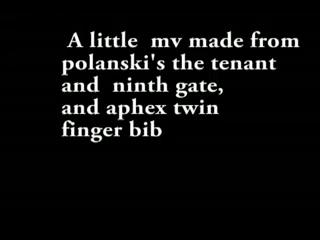 A little mv made from
polanski's the tenant
and ninth gate,
and aphex twin
finger bib